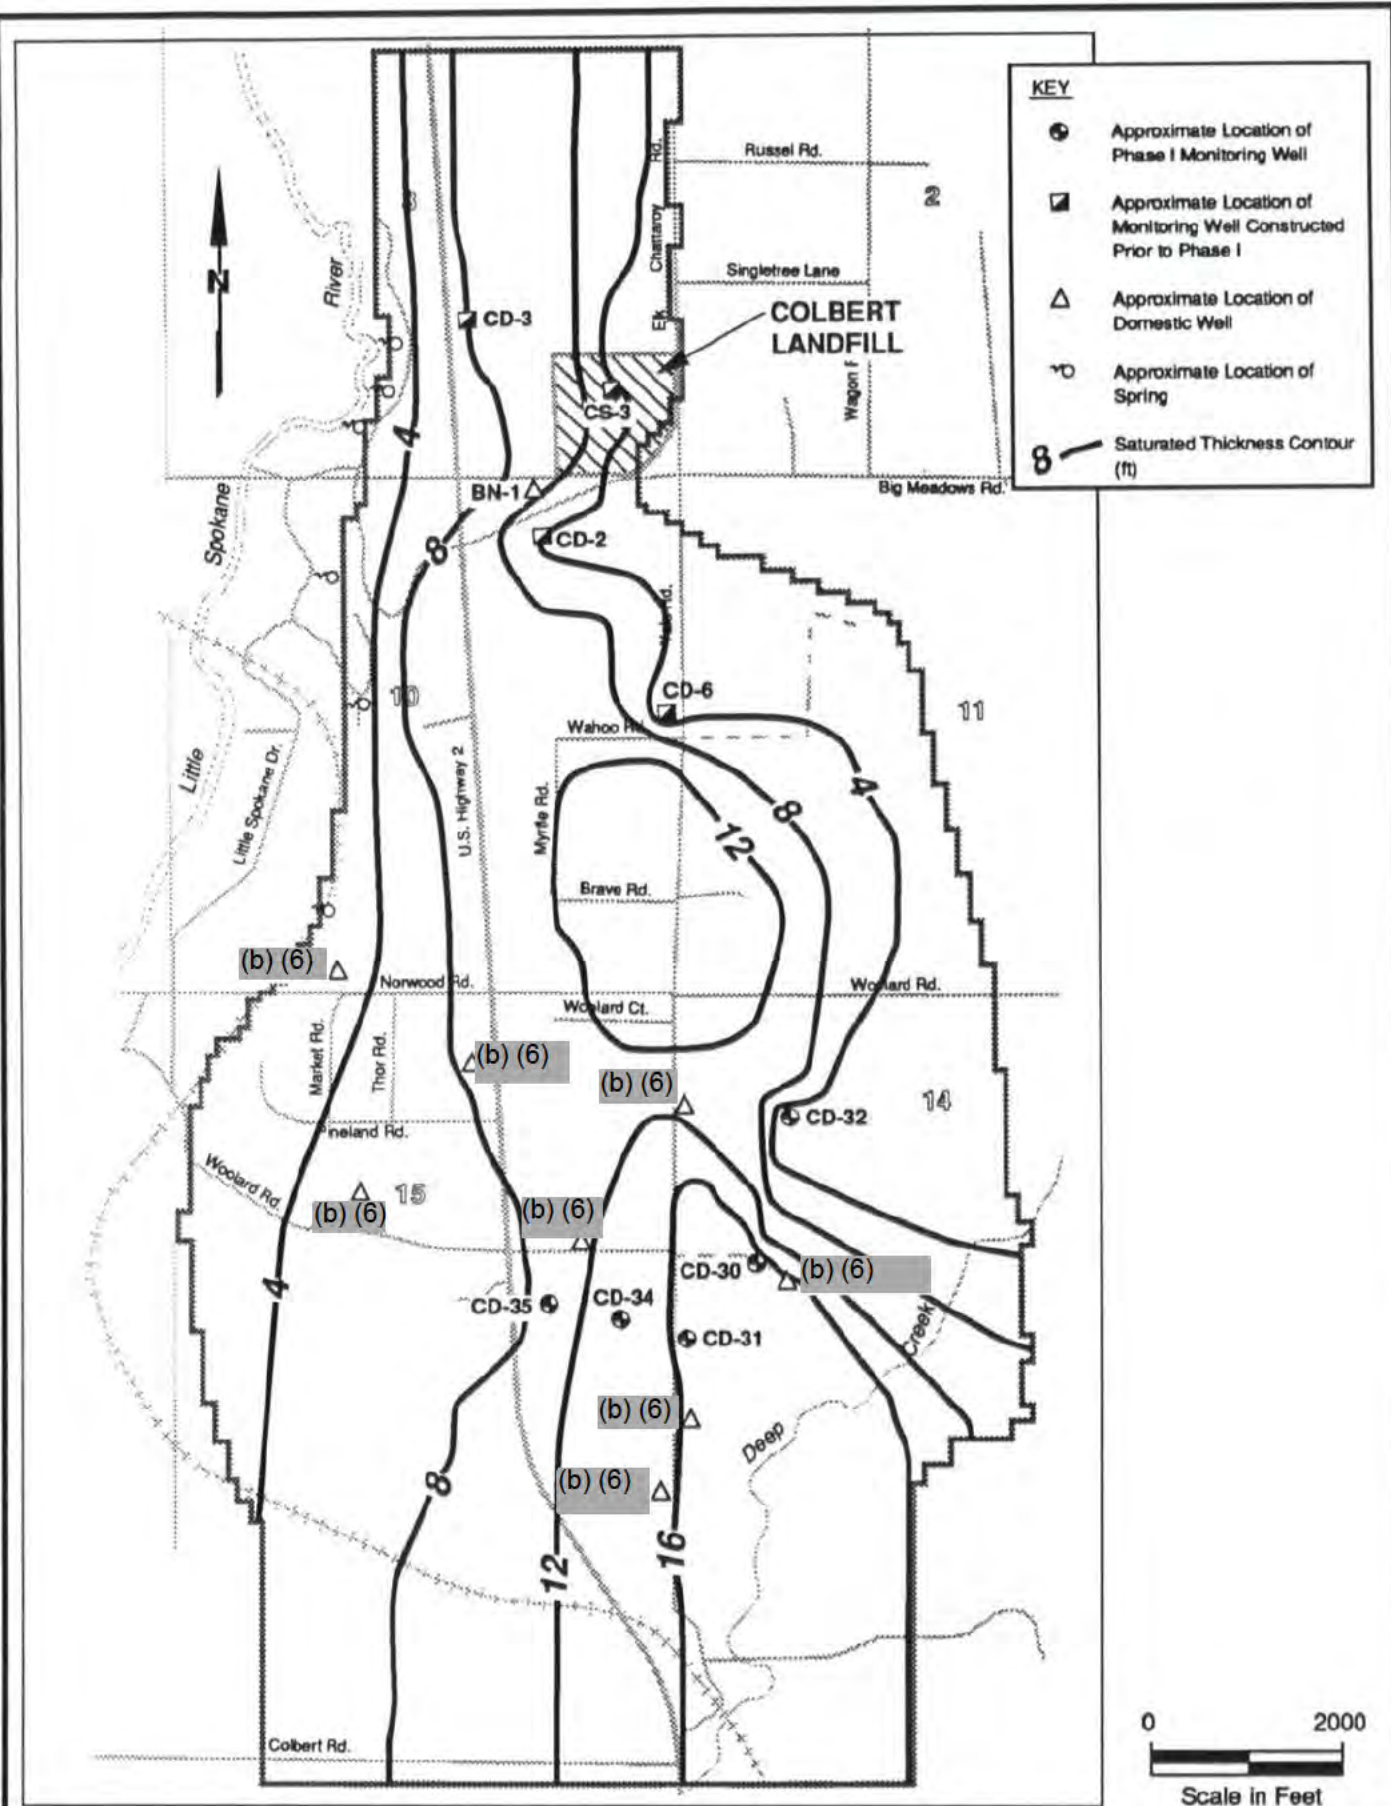 KEY
Approximate Location of
Phase I Monitoring Well
Approximate Location of
Monitoring Well Constructed
Prior to Phase I
Approximate Location of
Domestic Well
Approximate Location of
Spring
8
Saturated Thickness Contour
(ft)
Russel Rd.
2
Rd.
Chattaroy
Elk
N
River
Singletree Lane
COLBERT
LANDFILL
CD-3
CS-3
4
Big Meadows Rd.
BN-1
Spokane
8
CD-2
CD-6
10
11
Wahoo Rd.
Little
Little Spokane Dr.
U.S. Highway 2
Myrtle Rd.
4
8
12
Brave Rd.
(b) (6)
Norwood Rd.
Woolard Rd.
Woolard Ct.
Market Rd.
Thor Rd.
(b) (6)
(b) (6)
14
CD-32
Pineland Rd.
Woolard Rd.
15
(b) (6)
(b) (6)
CD-30
(b) (6)
4
CD-35
CD-34
CD-31
Creek
(b) (6)
Deep
(b) (6)
8
12
16
Colbert Rd.
0 2000
Scale in Feet